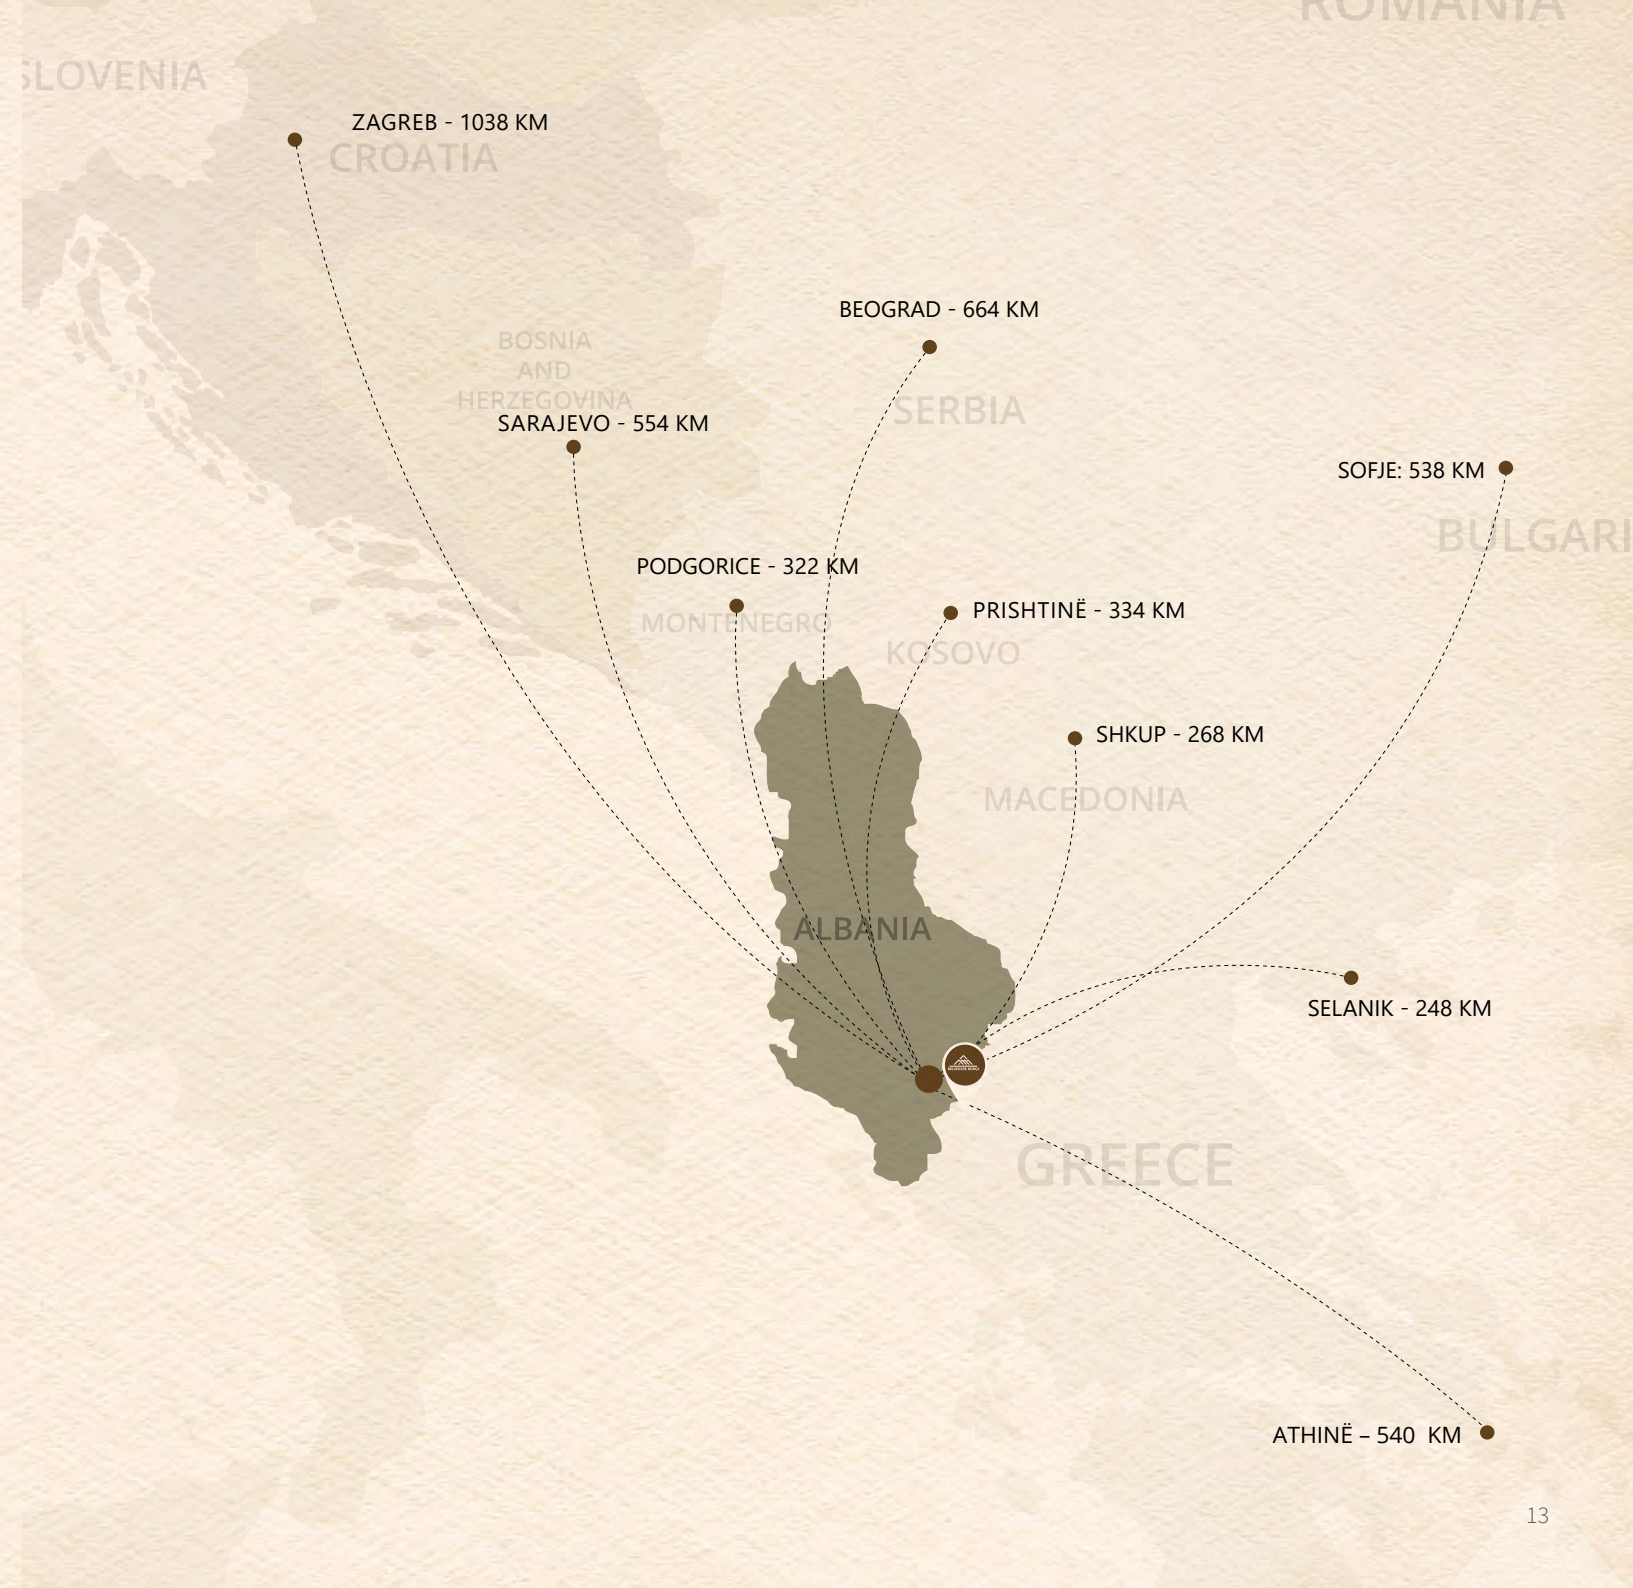 ROMANIA
SLOVENIA
ZAGREB - 1038 KM
CROATIA
BEOGRAD - 664 KM
BOSNIA
AND
HERZEGOVINA
SERBIA
SARAJEVO - 554 KM
SOFJE: 538 KM
BULGARI
PODGORICE - 322 KM
PRISHTINË - 334 KM
MONTENEGRO
KOSOVO
SHKUP - 268 KM
MACEDONIA
ALBANIA
SELANIK - 248 KM
GREECE
ATHINË – 540  KM
13